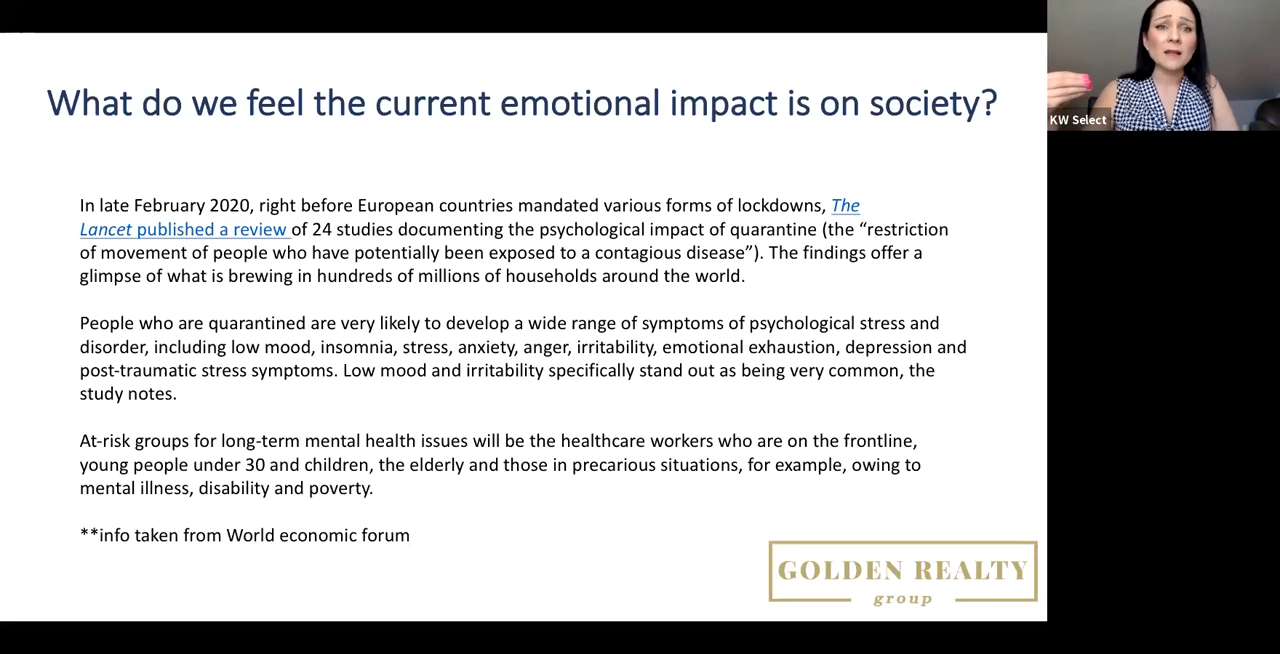 What do we feel the current emotional impact is on society?
KW Select
In late February 2020, right before European countries mandated various forms of lockdowns, The
Lancet published a review of 24 studies documenting the psychological impact of quarantine (the “restriction
of movement of people who have potentially been exposed to a contagious disease”). The findings offer a
glimpse of what is brewing in hundreds of millions of households around the world.
People who are quarantined are very likely to develop a wide range of symptoms of psychological stress and
disorder, including low mood, insomnia, stress, anxiety, anger, irritability, emotional exhaustion, depression and
post-traumatic stress symptoms. Low mood and irritability specifically stand out as being very common, the
study notes.
At-risk groups for long-term mental health issues will be the healthcare workers who are on the frontline,
young people under 30 and children, the elderly and those in precarious situations, for example, owing to
mental illness, disability and poverty.
**info taken from World economic forum
GOLDEN REALTY
group